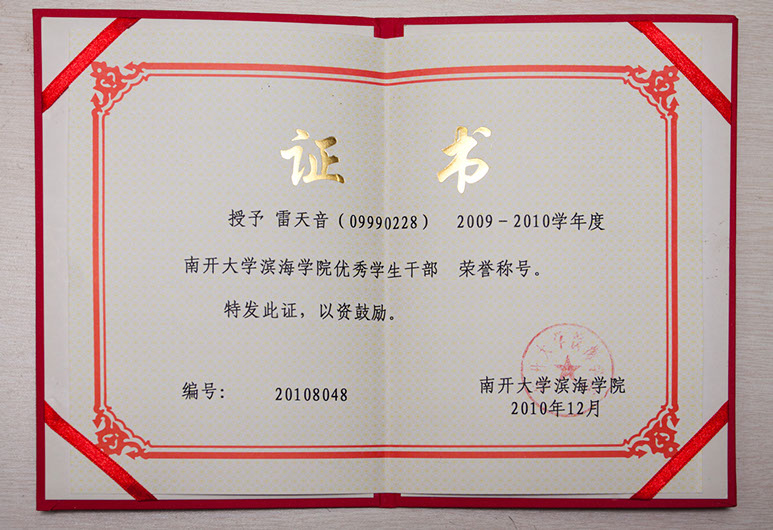 证书
授予 雷天音（09990228） 2009－2010学年度
南开大学滨海学院优秀学生干部 荣誉称号。
特发此证，以资鼓励。
编号： 20108048
南开大学滨海学院
2010年12月